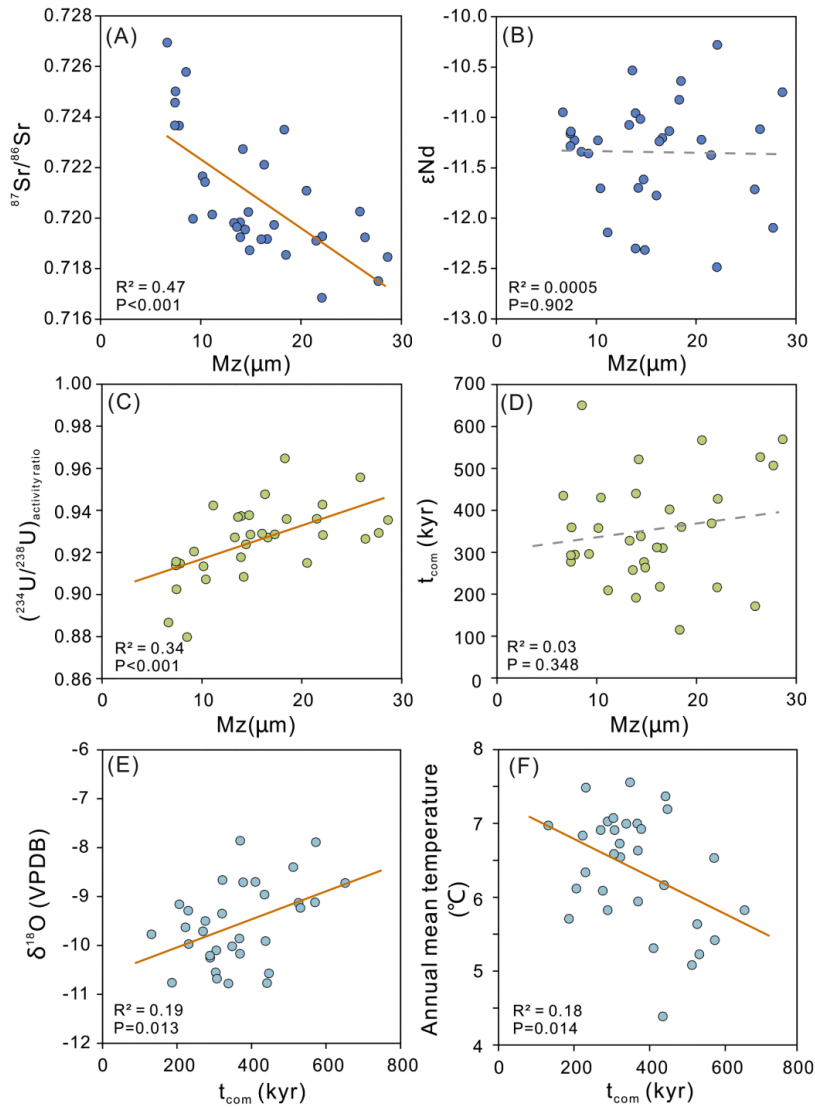 (A)
0.728
0.726
0.724
0.722
0.720
0.718
0.716
⁸⁷Sr/⁸⁶Sr
R² = 0.47
P<0.001
0 10 20 30
Mz(μm)
(B)
-10.0
-10.5
-11.0
-11.5
-12.0
-12.5
-13.0
εNd
R² = 0.0005
P=0.902
0 10 20 30
Mz(μm)
(C)
1.00
0.98
0.96
0.94
0.92
0.90
0.88
0.86
(²³⁴U/²³⁸U)activity ratio
R² = 0.34
P<0.001
0 10 20 30
Mz(μm)
(D)
700
600
500
400
300
200
100
0
tcom (kyr)
R² = 0.03
P = 0.348
0 10 20 30
Mz(μm)
(E)
-6
-7
-8
-9
-10
-11
-12
δ¹⁸O (VPDB)
R² = 0.19
P=0.013
0 200 400 600 800
tcom (kyr)
(F)
8
7
6
5
4
Annual mean temperature
(℃)
R² = 0.18
P=0.014
0 200 400 600 800
tcom (kyr)